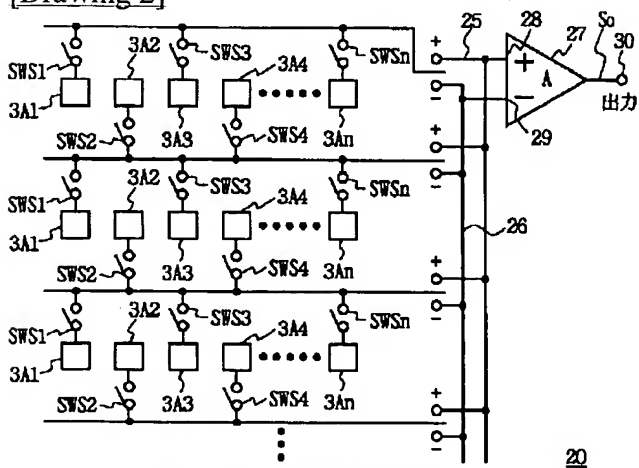 [Drawing 2]
SWS1 3A2 SWS3 3A4 SWSn + 25 28 27 So
3A1 + A 30
− − 出力
SWS2 3A3 SWS4 3An 29
+
SWS1 3A2 SWS3 3A4 SWSn −
3A1 26
SWS2 3A3 SWS4 3An +
SWS1 3A2 SWS3 3A4 SWSn −
3A1
SWS2 3A3 SWS4 3An +
− 20